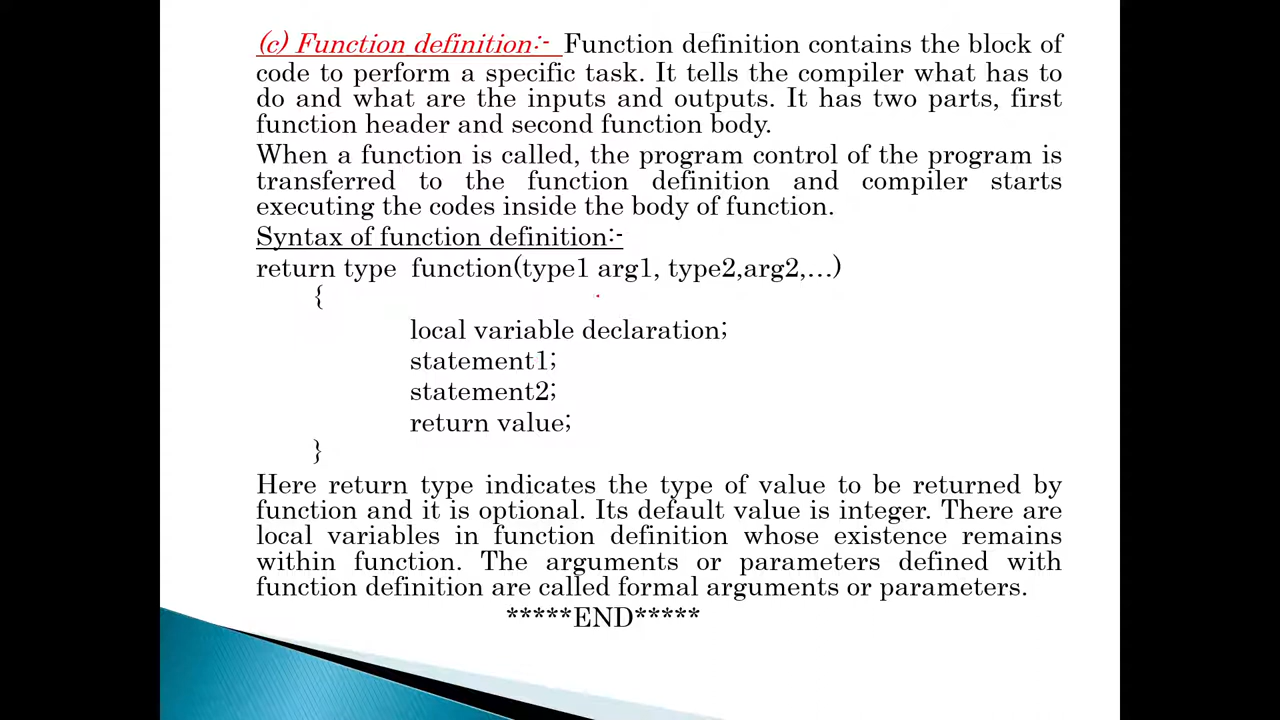 (c) Function definition:- Function definition contains the block of
code to perform a specific task. It tells the compiler what has to
do and what are the inputs and outputs. It has two parts, first
function header and second function body.
When a function is called, the program control of the program is
transferred to the function definition and compiler starts
executing the codes inside the body of function.
Syntax of function definition:-
return type function(type1 arg1, type2,arg2,...)
{
local variable declaration;
statement1;
statement2;
return value;
}
Here return type indicates the type of value to be returned by
function and it is optional. Its default value is integer. There are
local variables in function definition whose existence remains
within function. The arguments or parameters defined with
function definition are called formal arguments or parameters.
*****END*****